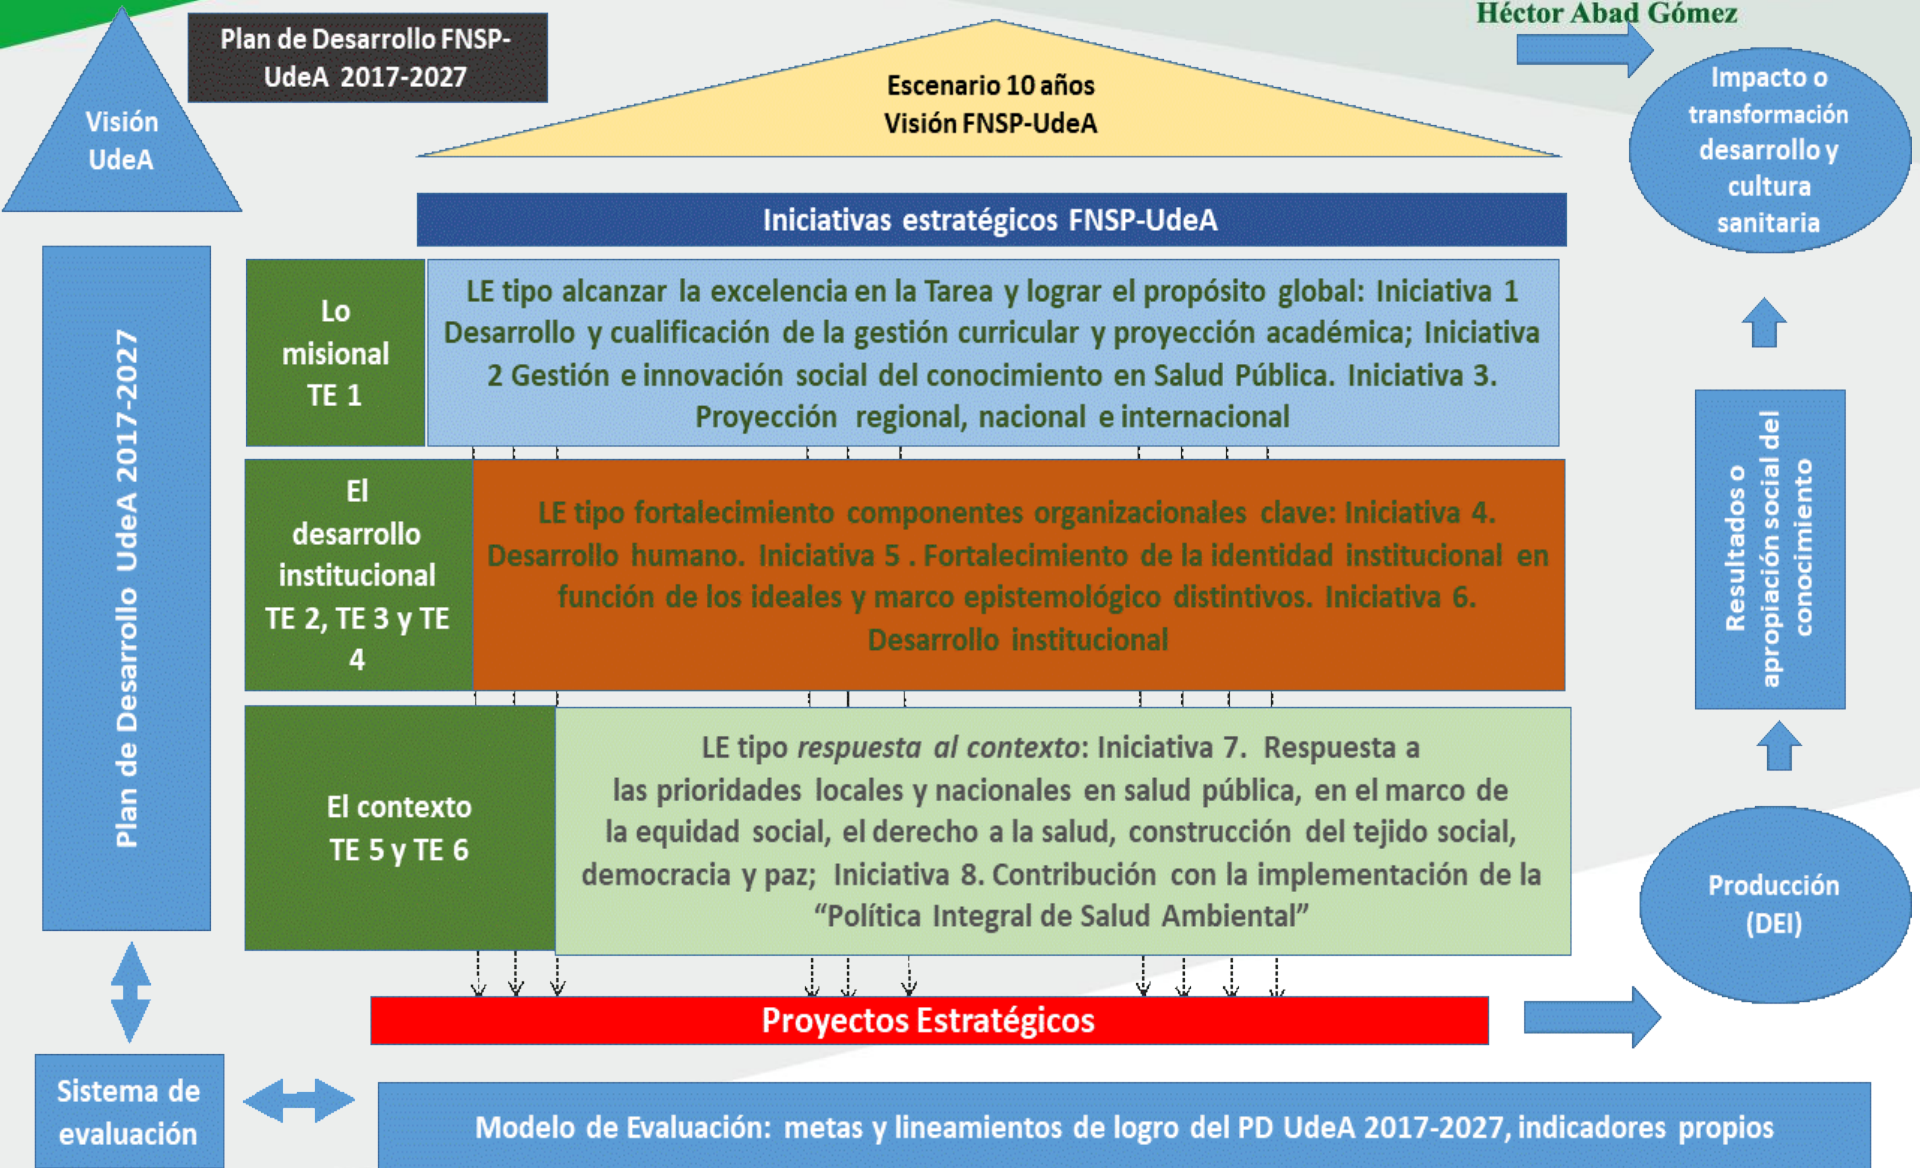 Héctor Abad Gómez
Plan de Desarrollo FNSP-
UdeA 2017-2027
Visión
UdeA
Escenario 10 años
Visión FNSP-UdeA
Impacto o
transformación
desarrollo y
cultura
sanitaria
Iniciativas estratégicos FNSP-UdeA
Plan de Desarrollo UdeA 2017-2027
Lo
misional
TE 1
LE tipo alcanzar la excelencia en la Tarea y lograr el propósito global: Iniciativa 1
Desarrollo y cualificación de la gestión curricular y proyección académica; Iniciativa
2 Gestión e innovación social del conocimiento en Salud Pública. Iniciativa 3.
Proyección regional, nacional e internacional
El
desarrollo
institucional
TE 2, TE 3 y TE
4
LE tipo fortalecimiento componentes organizacionales clave: Iniciativa 4.
Desarrollo humano. Iniciativa 5 . Fortalecimiento de la identidad institucional en
función de los ideales y marco epistemológico distintivos. Iniciativa 6.
Desarrollo institucional
Resultados o
apropiación social del
conocimiento
El contexto
TE 5 y TE 6
LE tipo respuesta al contexto: Iniciativa 7. Respuesta a
las prioridades locales y nacionales en salud pública, en el marco de
la equidad social, el derecho a la salud, construcción del tejido social,
democracia y paz; Iniciativa 8. Contribución con la implementación de la
“Política Integral de Salud Ambiental”
Producción
(DEI)
Proyectos Estratégicos
Sistema de
evaluación
Modelo de Evaluación: metas y lineamientos de logro del PD UdeA 2017-2027, indicadores propios